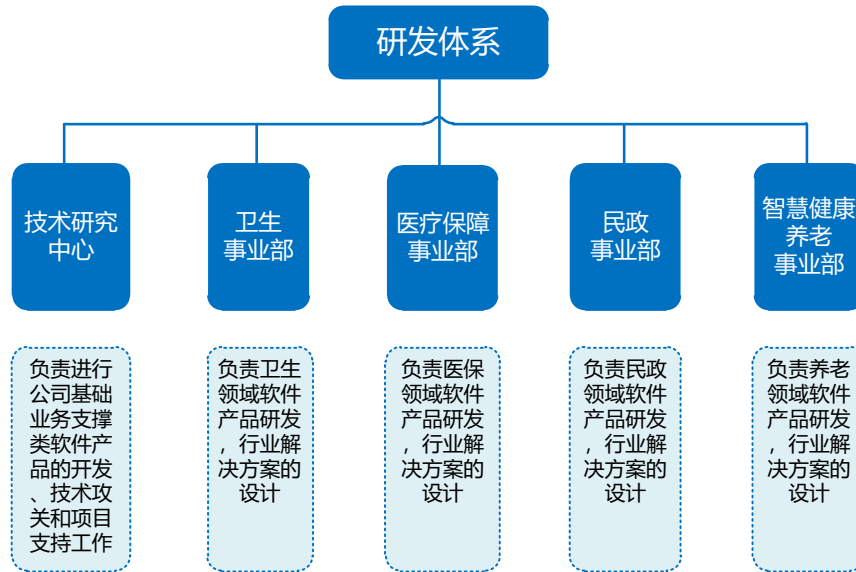 研发体系
技术研究
中心
卫生
事业部
医疗保障
事业部
民政
事业部
智慧健康
养老
事业部
负责进行
公司基础
业务支撑
类软件产
品的开发
、技术攻
关和项目
支持工作
负责卫生
领域软件
产品研发
，行业解
决方案的
设计
负责医保
领域软件
产品研发
，行业解
决方案的
设计
负责民政
领域软件
产品研发
，行业解
决方案的
设计
负责养老
领域软件
产品研发
，行业解
决方案的
设计